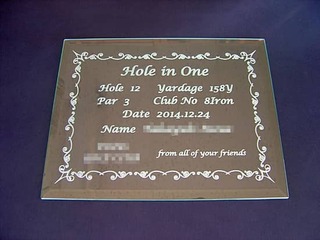 Hole in One
Hole 12 Yardage 158Y
Par 3 Club No 8Iron
Date 2014.12.24
Name
from all of your friends